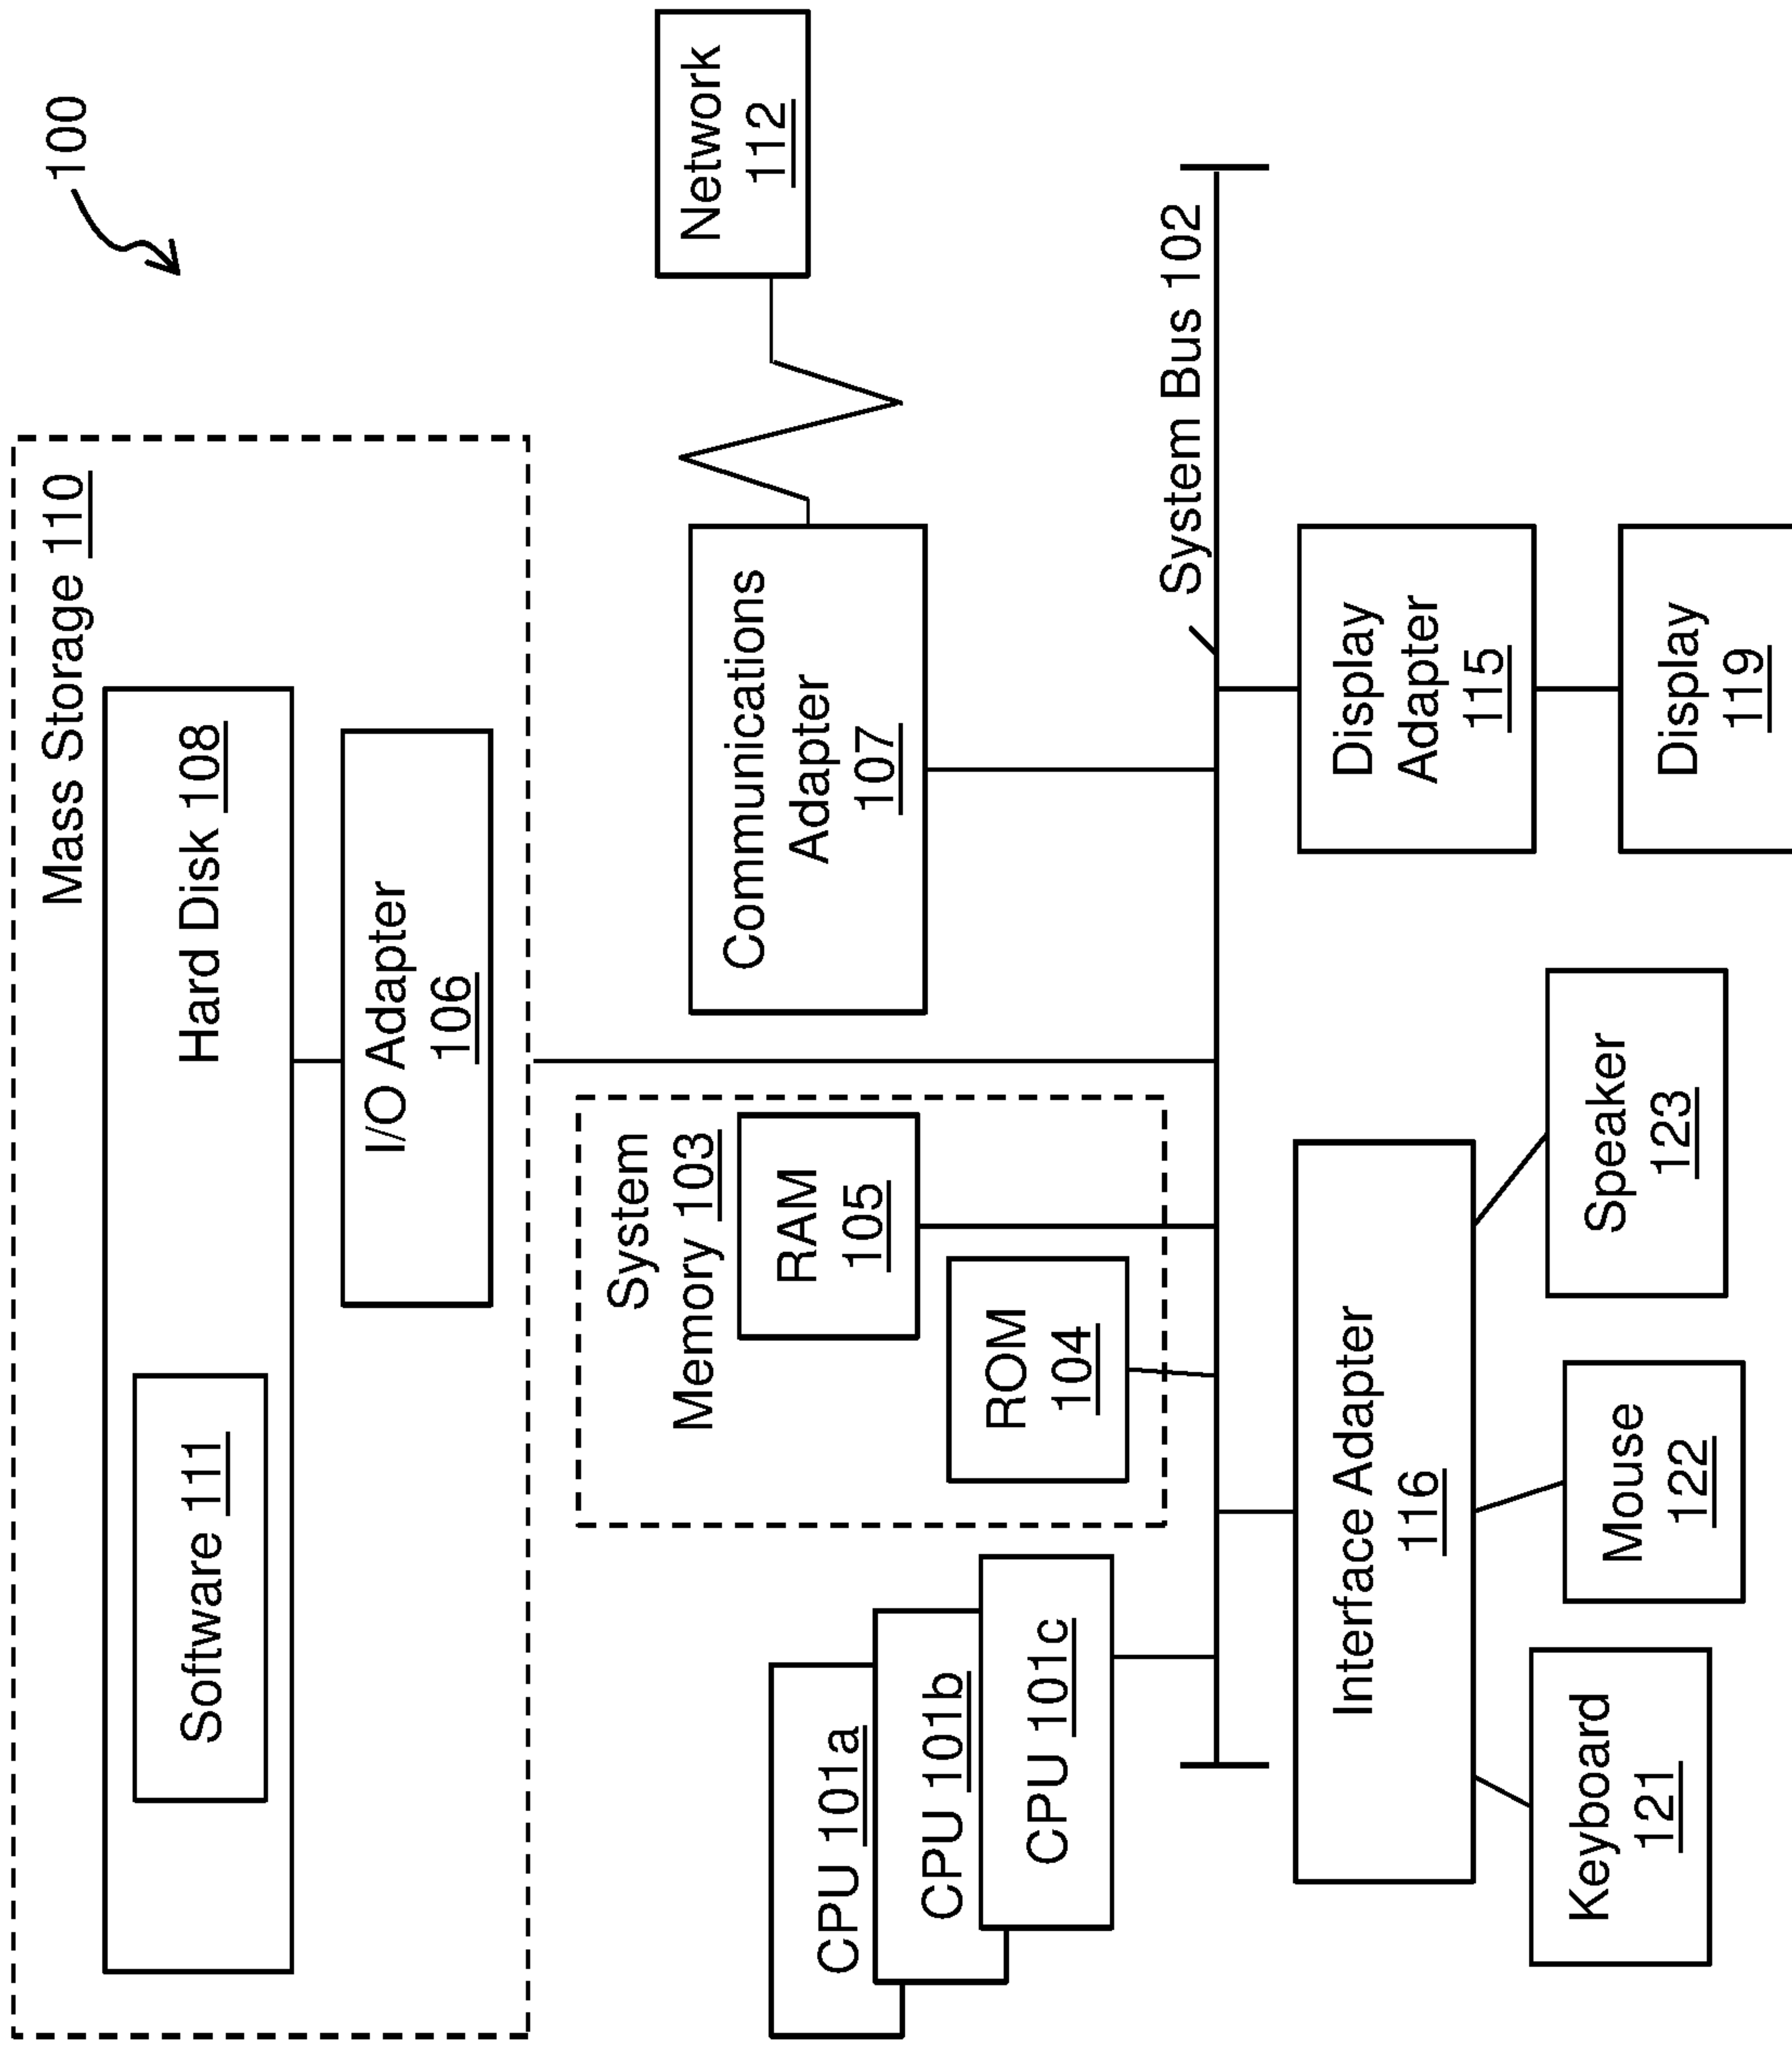 100
Mass Storage 110
Hard Disk 108
Software 111
I/O Adapter
106
Network
112
Communications
Adapter
107
System
Memory 103
RAM
105
ROM
104
CPU 101a
CPU 101b
CPU 101c
System Bus 102
Interface Adapter
116
Display
Adapter
115
Keyboard
121
Mouse
122
Speaker
123
Display
119